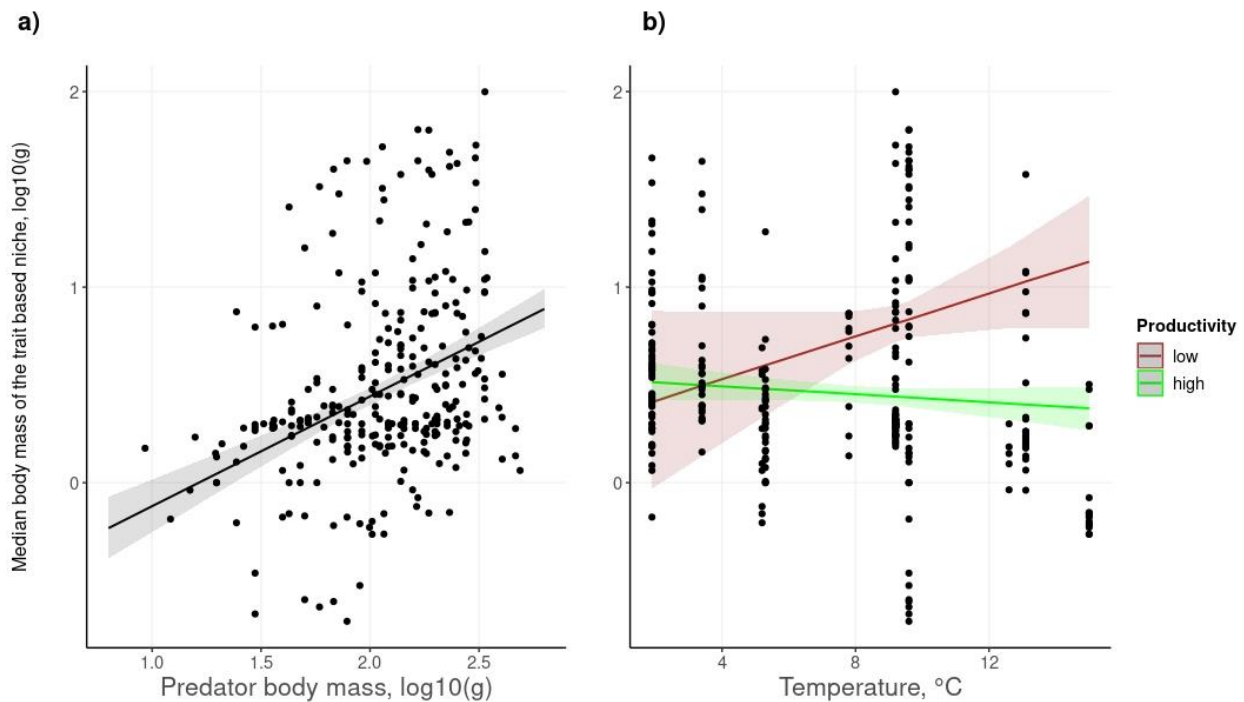 a)
b)
Median body mass of the trait based niche, log10(g)
2
1
0
1.0
1.5
2.0
2.5
Predator body mass, log10(g)
2
1
0
4
8
12
Temperature, °C
Productivity
low
high